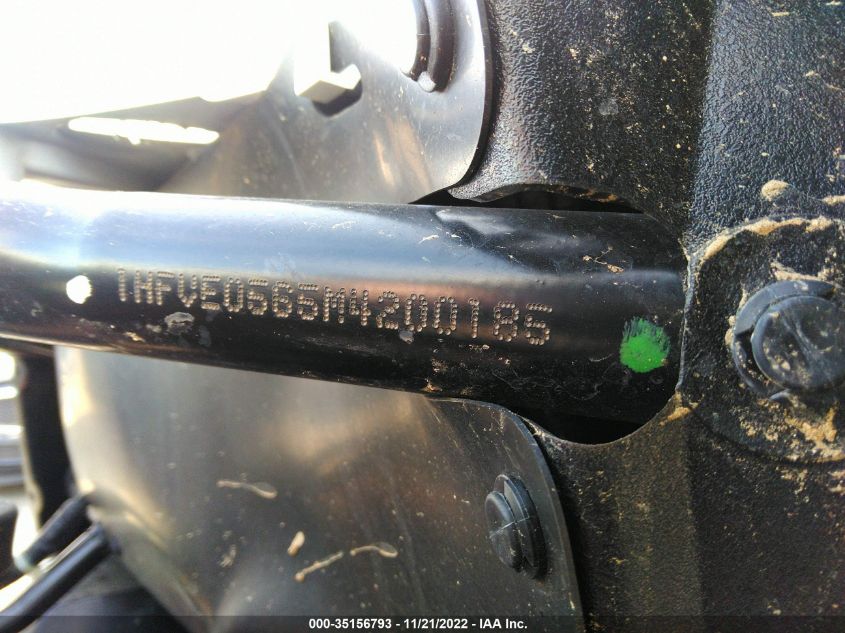 1HFVE0565M4200185
000-35156793 - 11/21/2022 - IAA Inc.